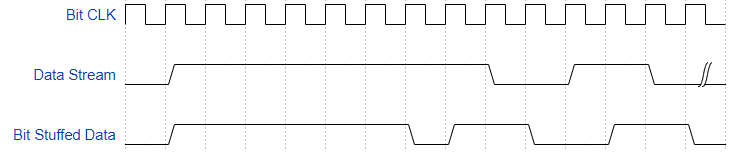 Bit CLK
Data Stream
Bit Stuffed Data